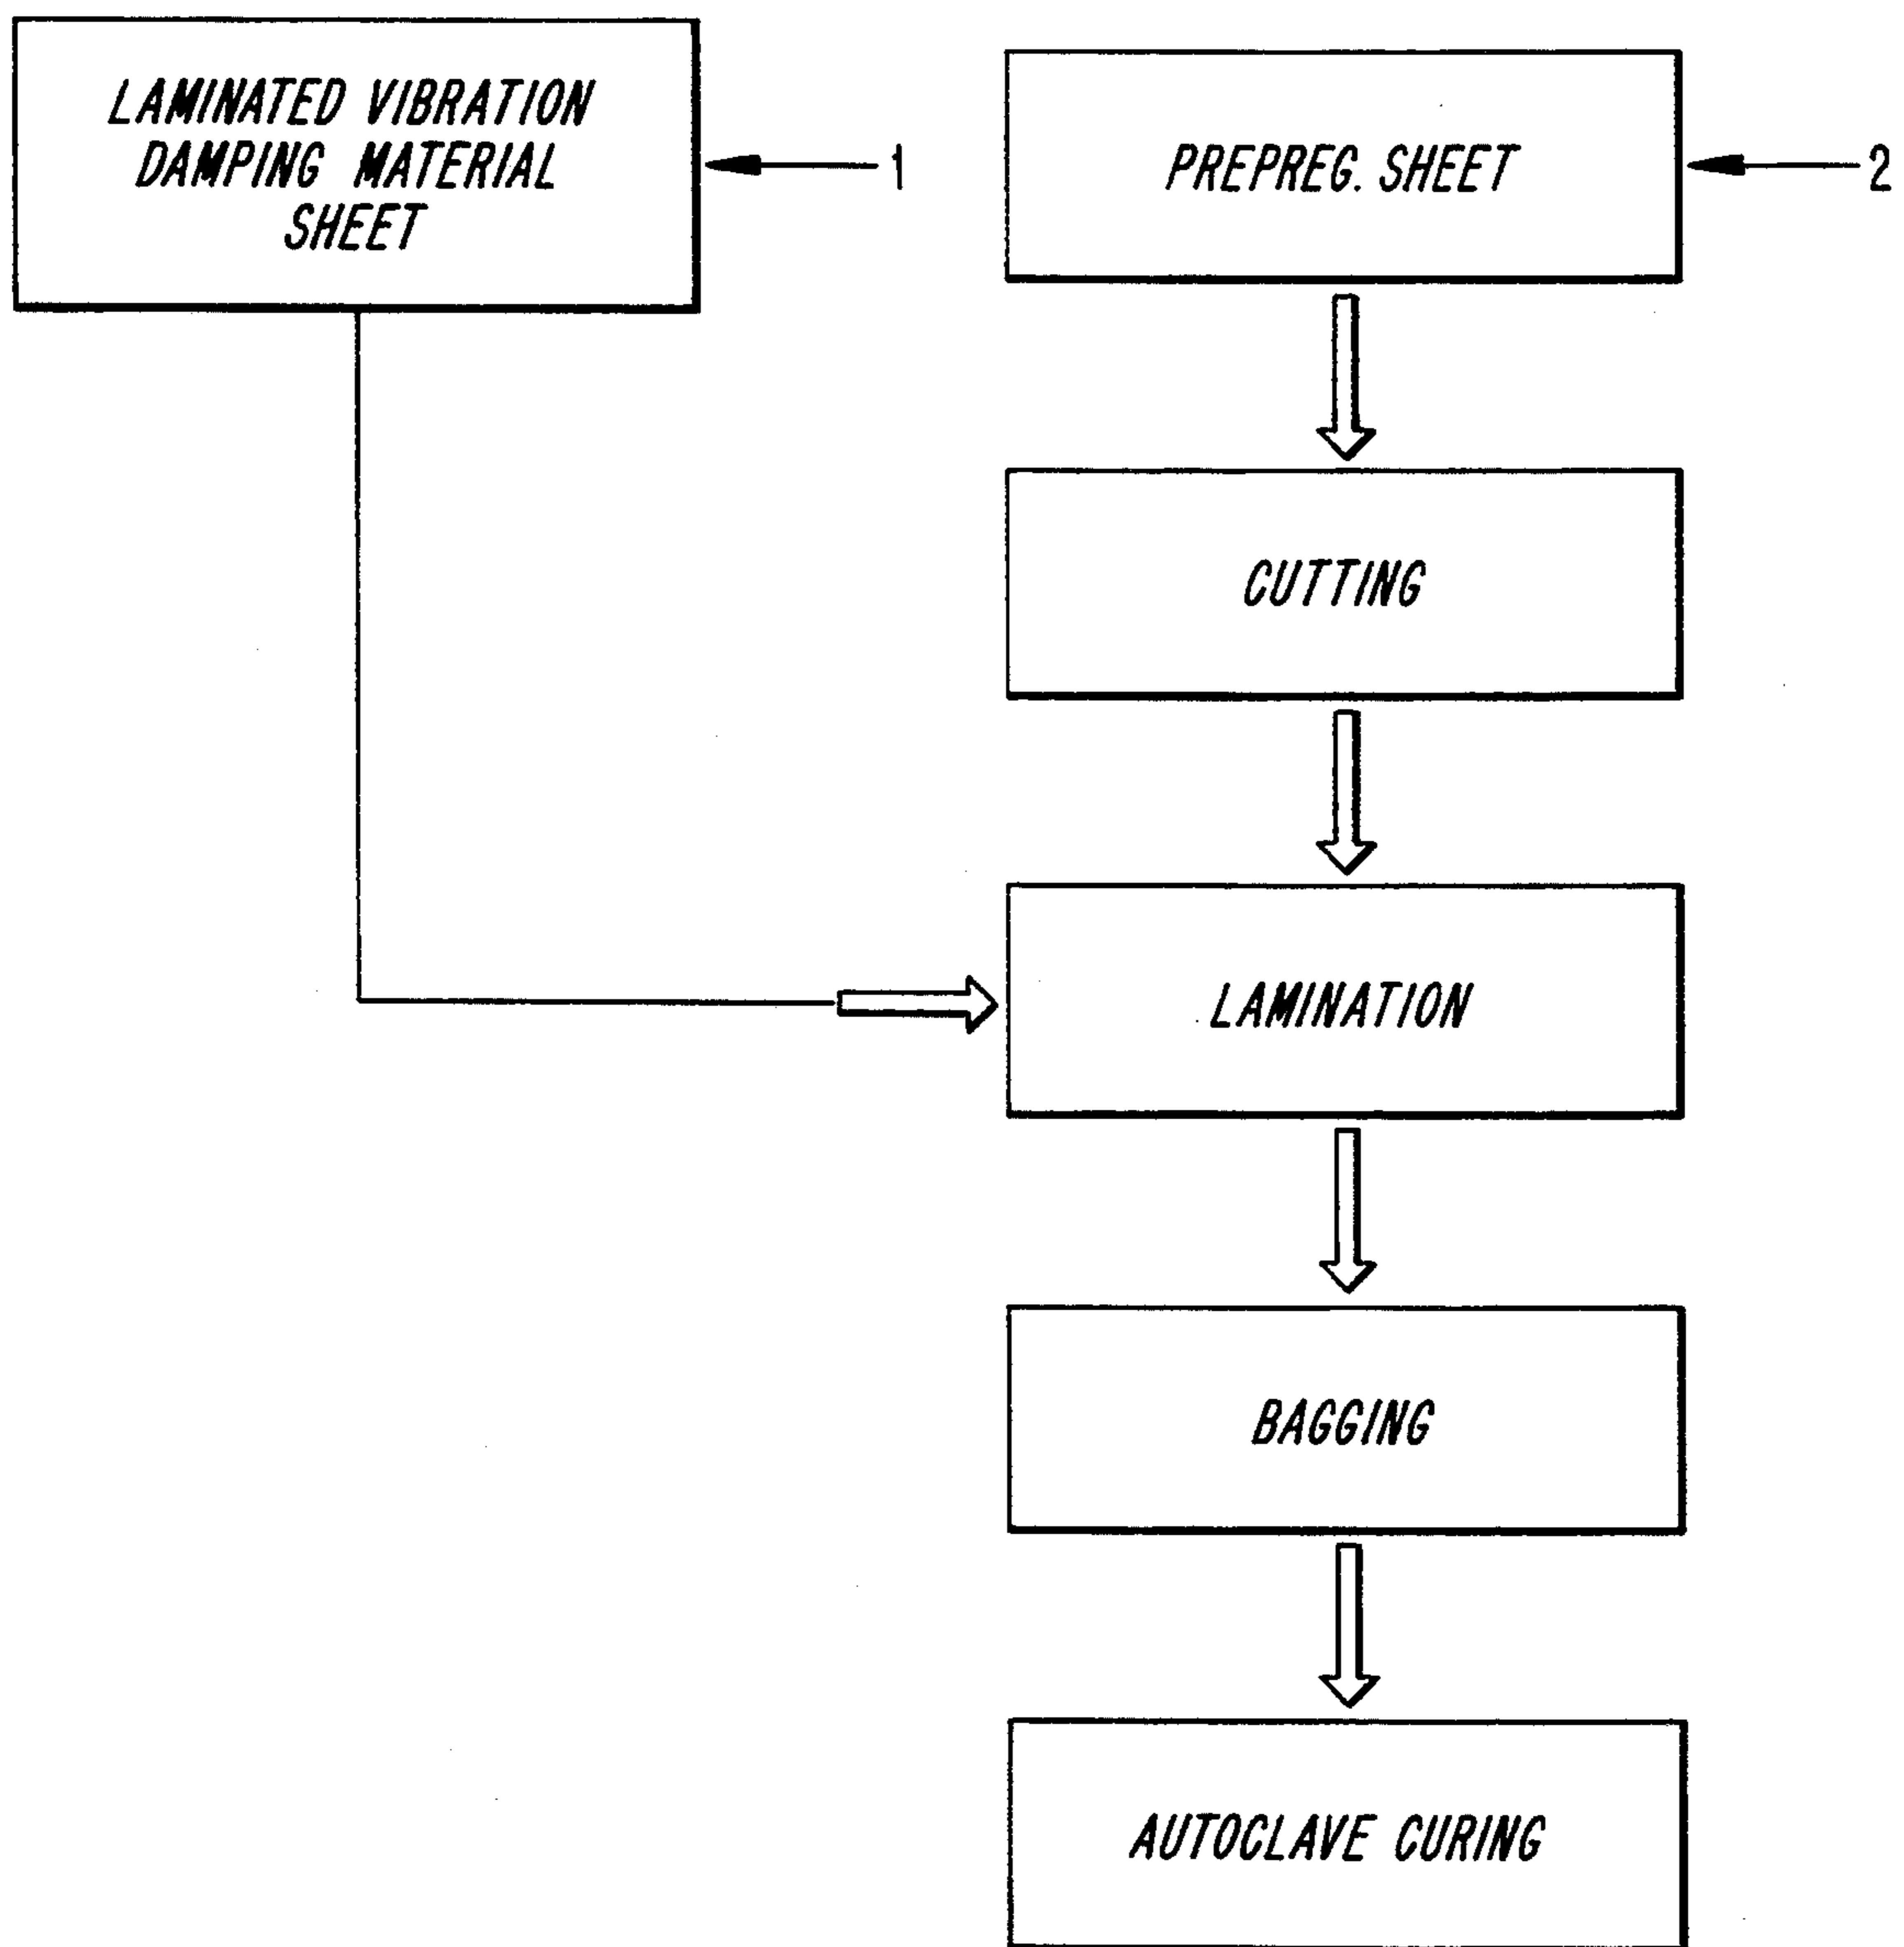 LAMINATED VIBRATION
DAMPING MATERIAL
SHEET
1
PREPREG. SHEET
2
CUTTING
LAMINATION
BAGGING
AUTOCLAVE CURING